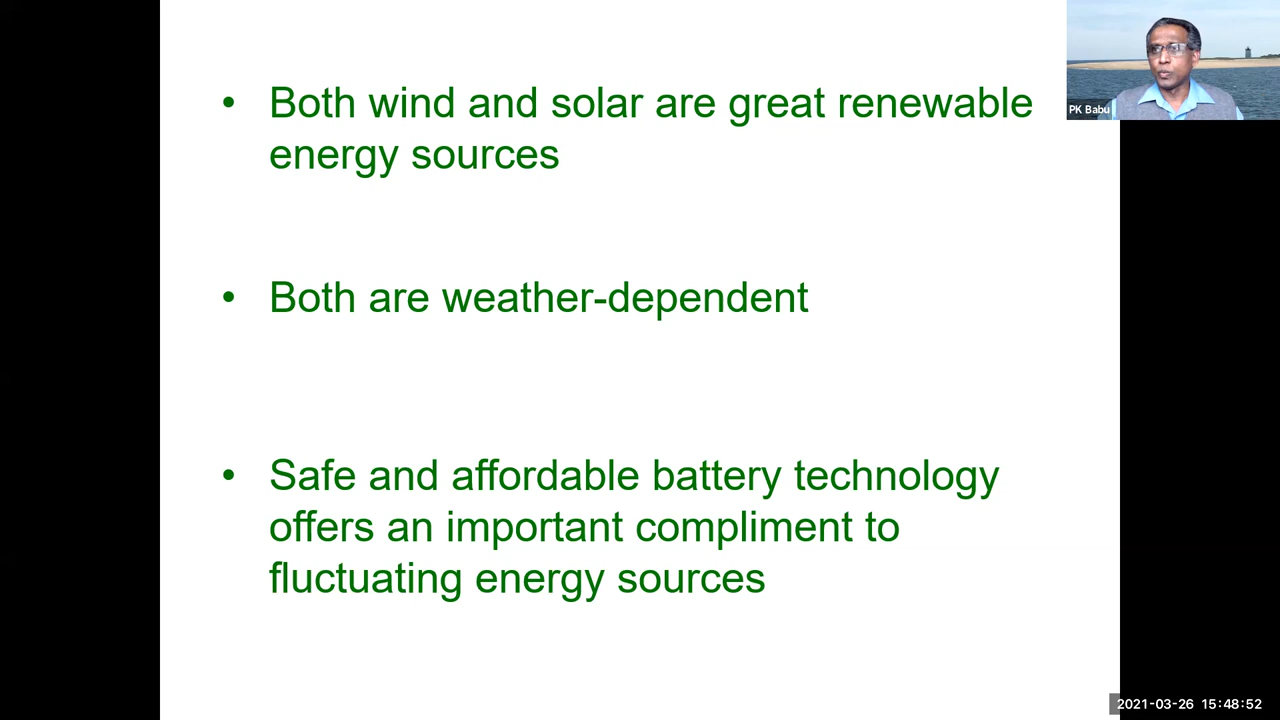 • Both wind and solar are great renewable
energy sources
• Both are weather-dependent
• Safe and affordable battery technology
offers an important compliment to
fluctuating energy sources
PK Babu
2021-03-26 15:48:52